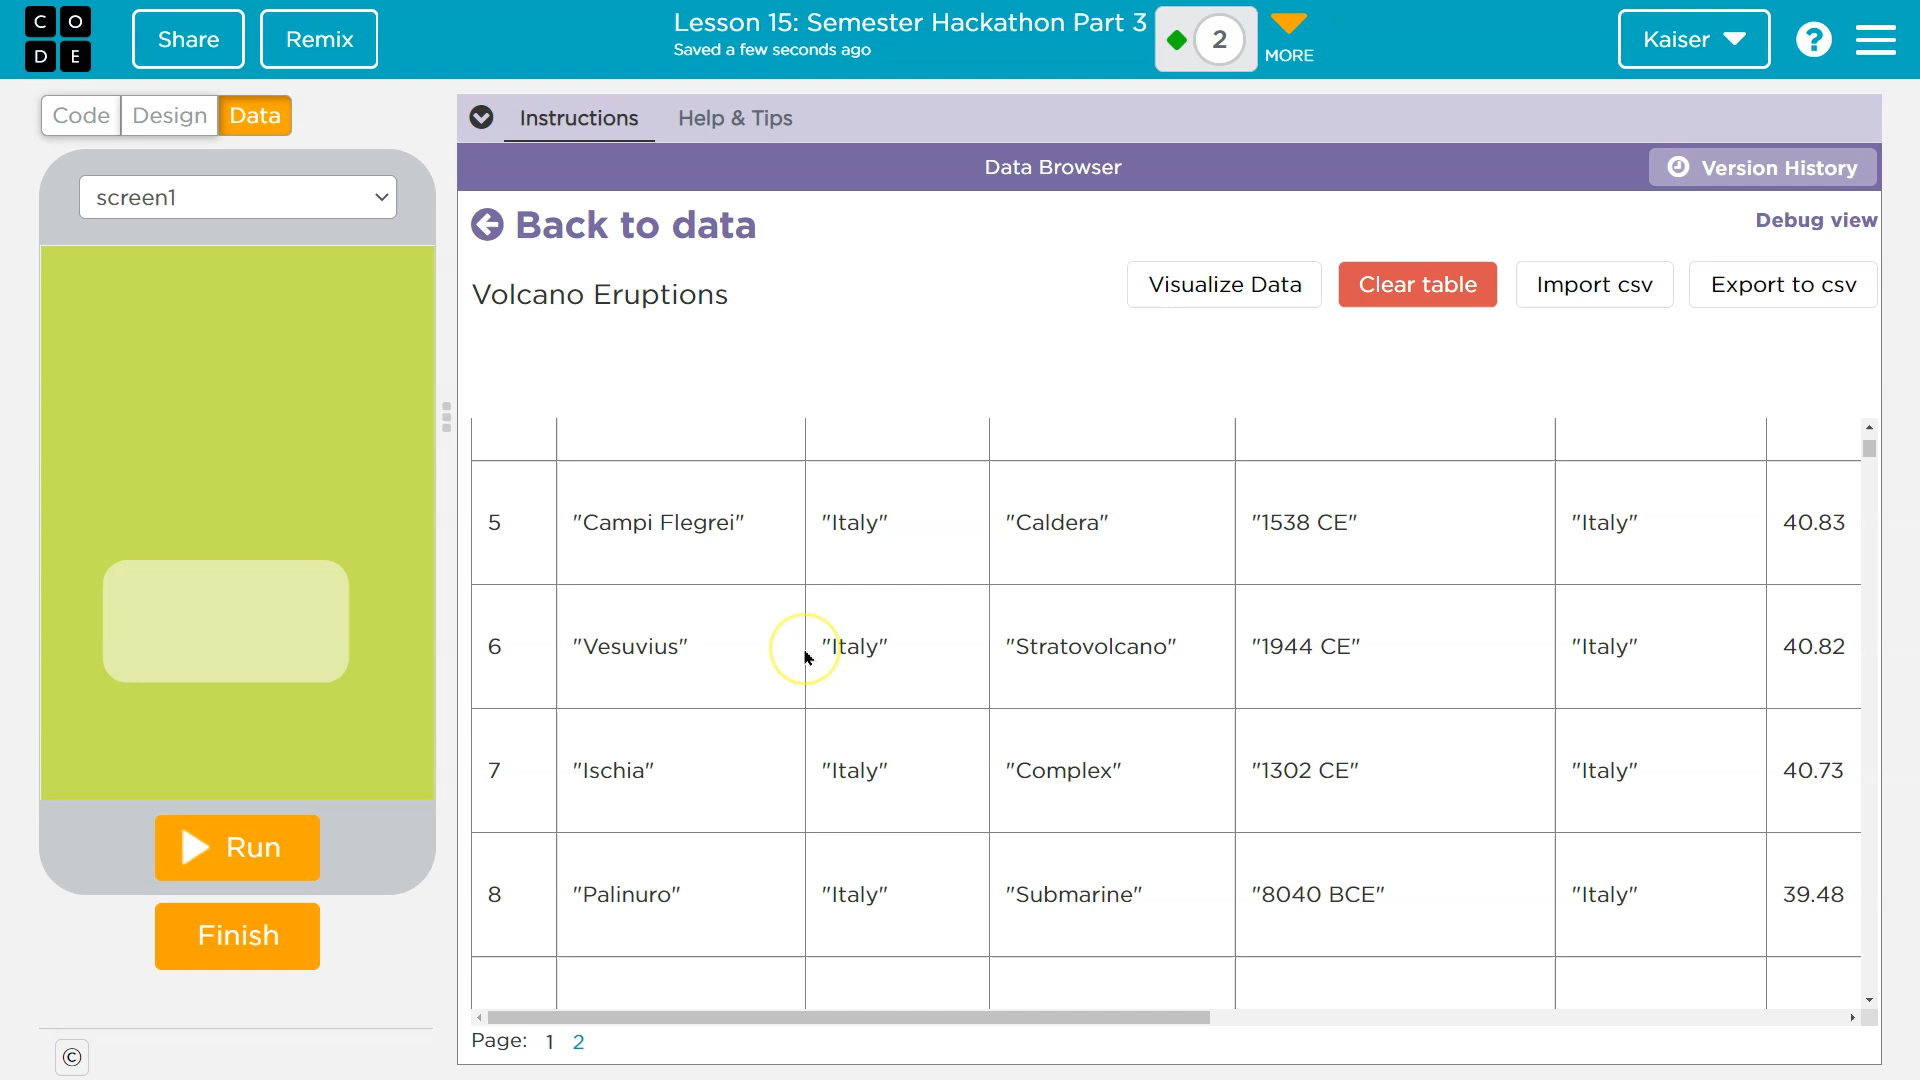 C O D E
Share
Remix
Lesson 15: Semester Hackathon Part 3
Saved a few seconds ago
2
MORE
Kaiser
?
Code
Design
Data
screen1
Run
Finish
©
Instructions
Help & Tips
Data Browser
Version History
Back to data
Debug view
Volcano Eruptions
Visualize Data
Clear table
Import csv
Export to csv
5 "Campi Flegrei" "Italy" "Caldera" "1538 CE" "Italy" 40.83
6 "Vesuvius" "Italy" "Stratovolcano" "1944 CE" "Italy" 40.82
7 "Ischia" "Italy" "Complex" "1302 CE" "Italy" 40.73
8 "Palinuro" "Italy" "Submarine" "8040 BCE" "Italy" 39.48
Page: 1 2